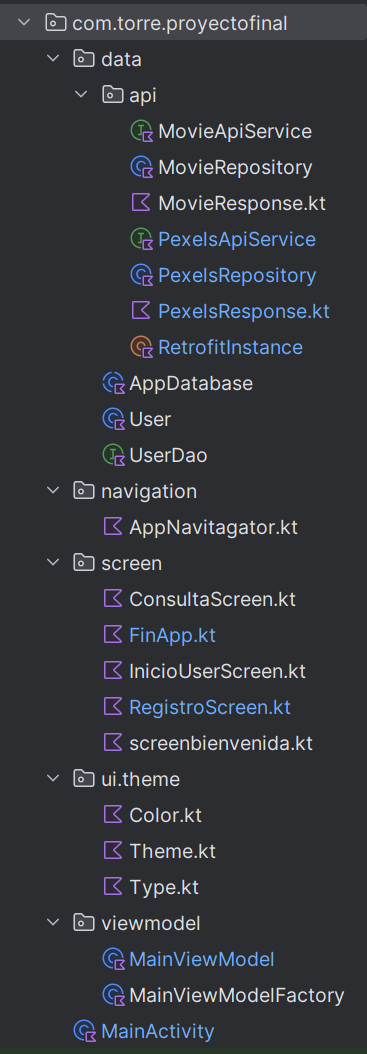 com.torre.proyectofinal
data
api
MovieApiService
MovieRepository
MovieResponse.kt
PexelsApiService
PexelsRepository
PexelsResponse.kt
RetrofitInstance
AppDatabase
User
UserDao
navigation
AppNavitagator.kt
screen
ConsultaScreen.kt
FinApp.kt
InicioUserScreen.kt
RegistroScreen.kt
screenbienvenida.kt
ui.theme
Color.kt
Theme.kt
Type.kt
viewmodel
MainViewModel
MainViewModelFactory
MainActivity